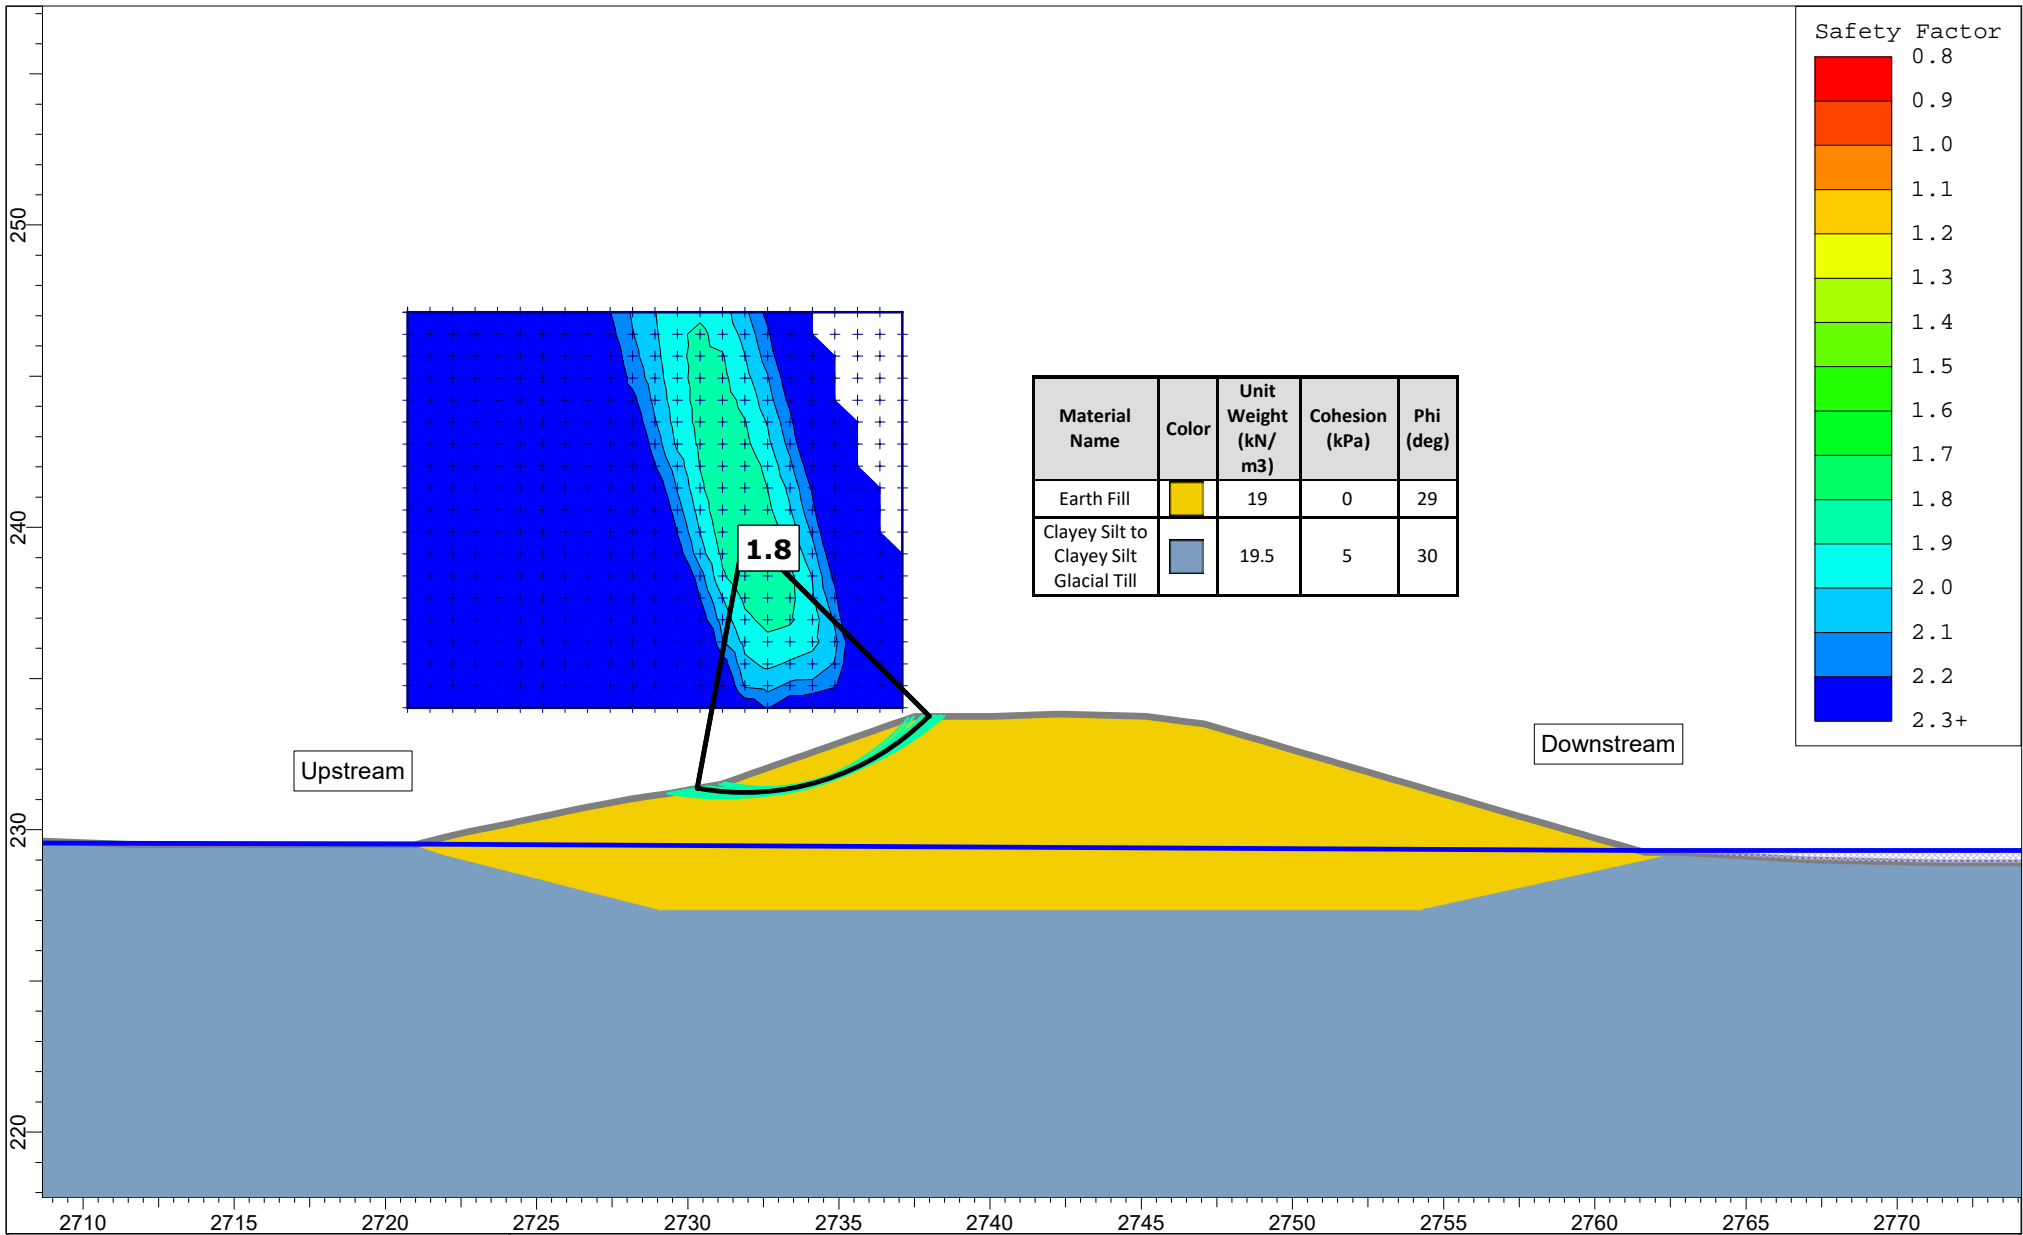 Safety Factor
0.8
0.9
1.0
1.1
1.2
1.3
1.4
1.5
1.6
1.7
1.8
1.9
2.0
2.1
2.2
2.3+
250
240
230
220
1.8
Material
Name
Color
Unit
Weight
(kN/
m3)
Cohesion
(kPa)
Phi
(deg)
Earth Fill
19
0
29
Clayey Silt to
Clayey Silt
Glacial Till
19.5
5
30
Upstream
Downstream
2710 2715 2720 2725 2730 2735 2740 2745 2750 2755 2760 2765 2770